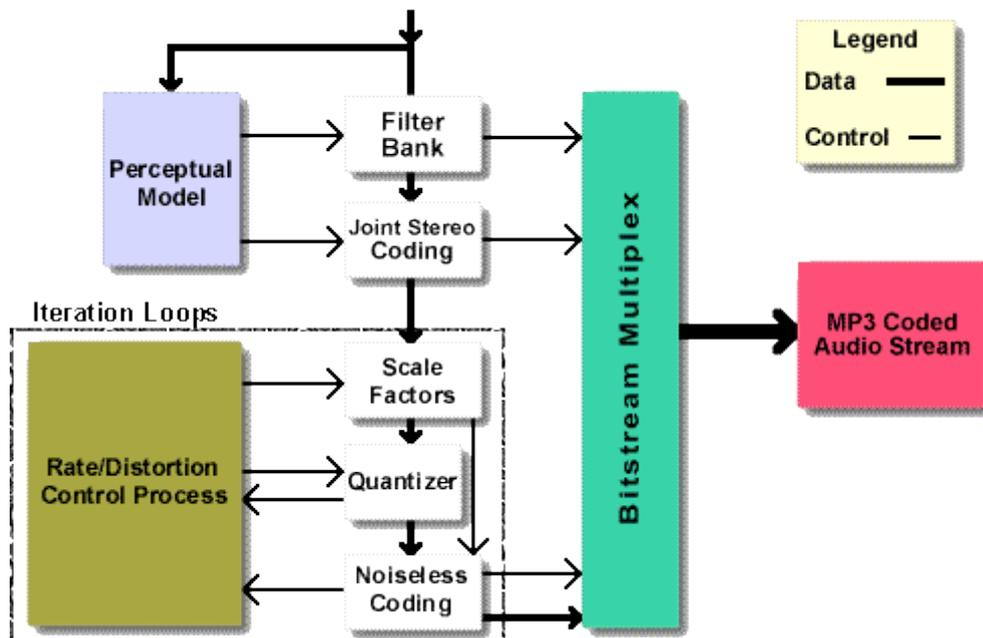 Legend
Data
Control
Filter
Bank
Perceptual
Model
Joint Stereo
Coding
Bitstream Multiplex
MP3 Coded
Audio Stream
Iteration Loops
Scale
Factors
Rate/Distortion
Control Process
Quantizer
Noiseless
Coding